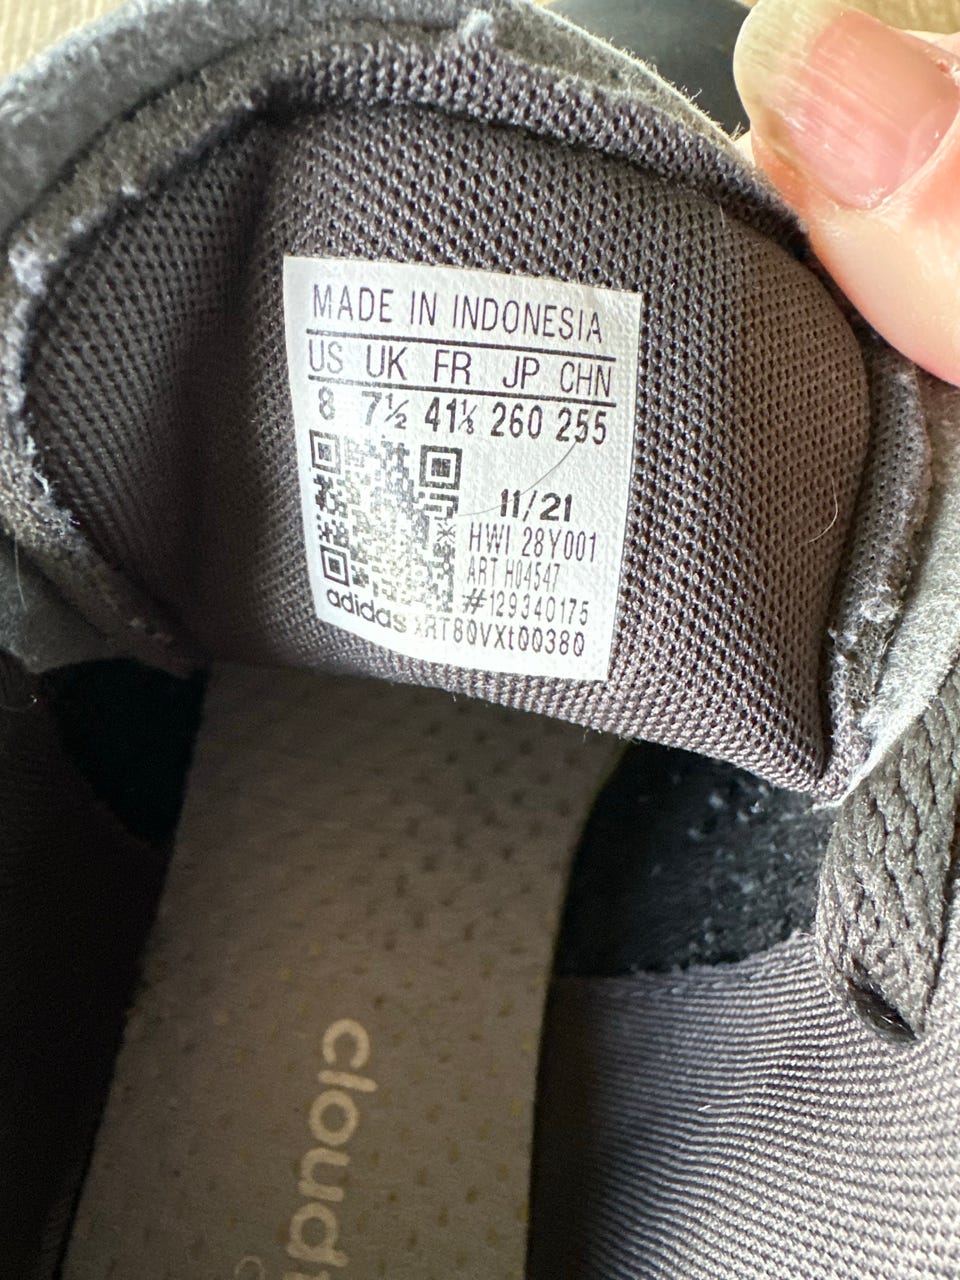 MADE IN INDONESIA
US UK FR JP CHN
8 7½ 41⅓ 260 255
11/21
HWI 28Y001
ART H04547
#129340175
adidas ART8QVXtQQ38Q
cloud